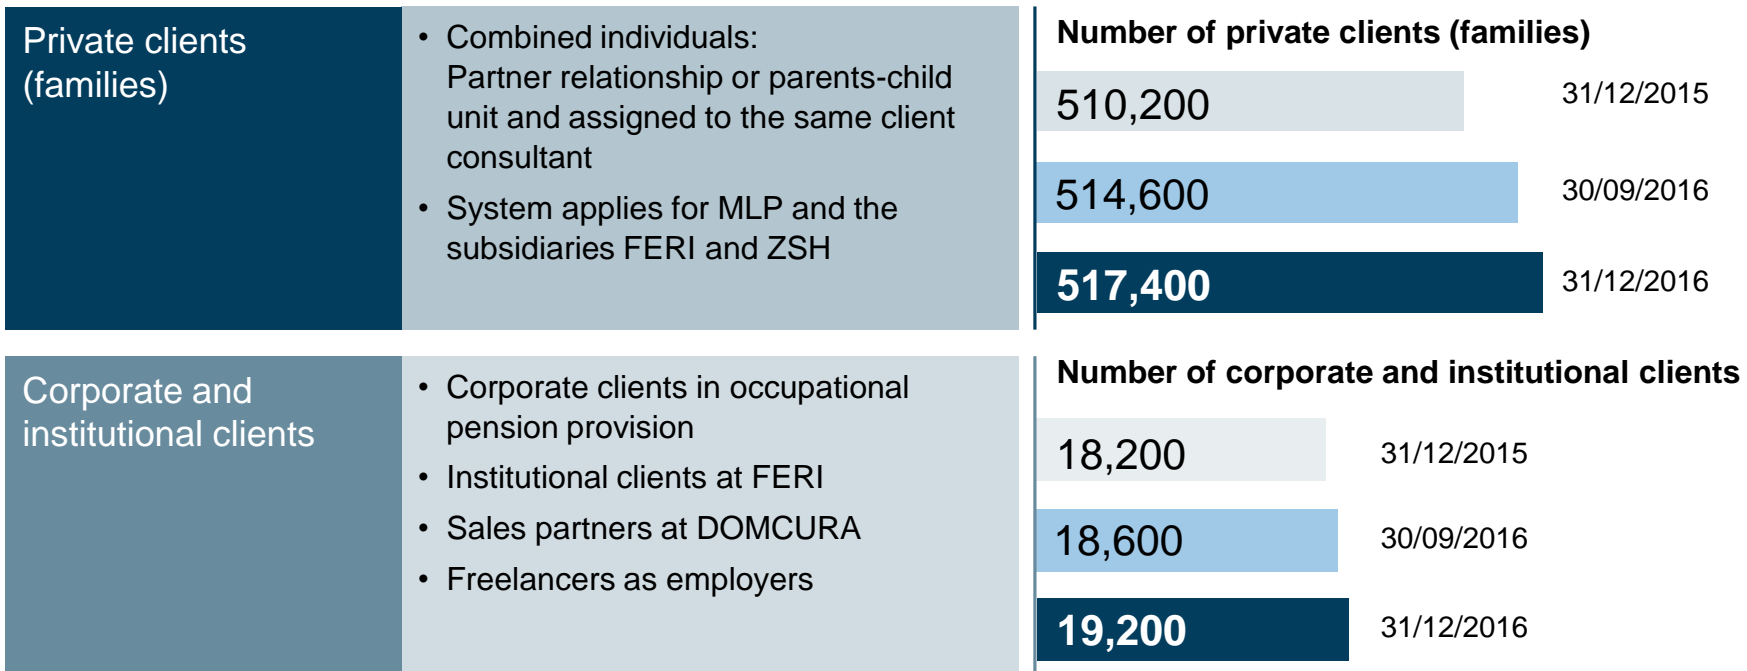 Private clients
(families)
• Combined individuals:
Partner relationship or parents-child
unit and assigned to the same client
consultant
• System applies for MLP and the
subsidiaries FERI and ZSH
Number of private clients (families)
510,200 31/12/2015
514,600 30/09/2016
517,400 31/12/2016
Corporate and
institutional clients
• Corporate clients in occupational
pension provision
• Institutional clients at FERI
• Sales partners at DOMCURA
• Freelancers as employers
Number of corporate and institutional clients
18,200 31/12/2015
18,600 30/09/2016
19,200 31/12/2016